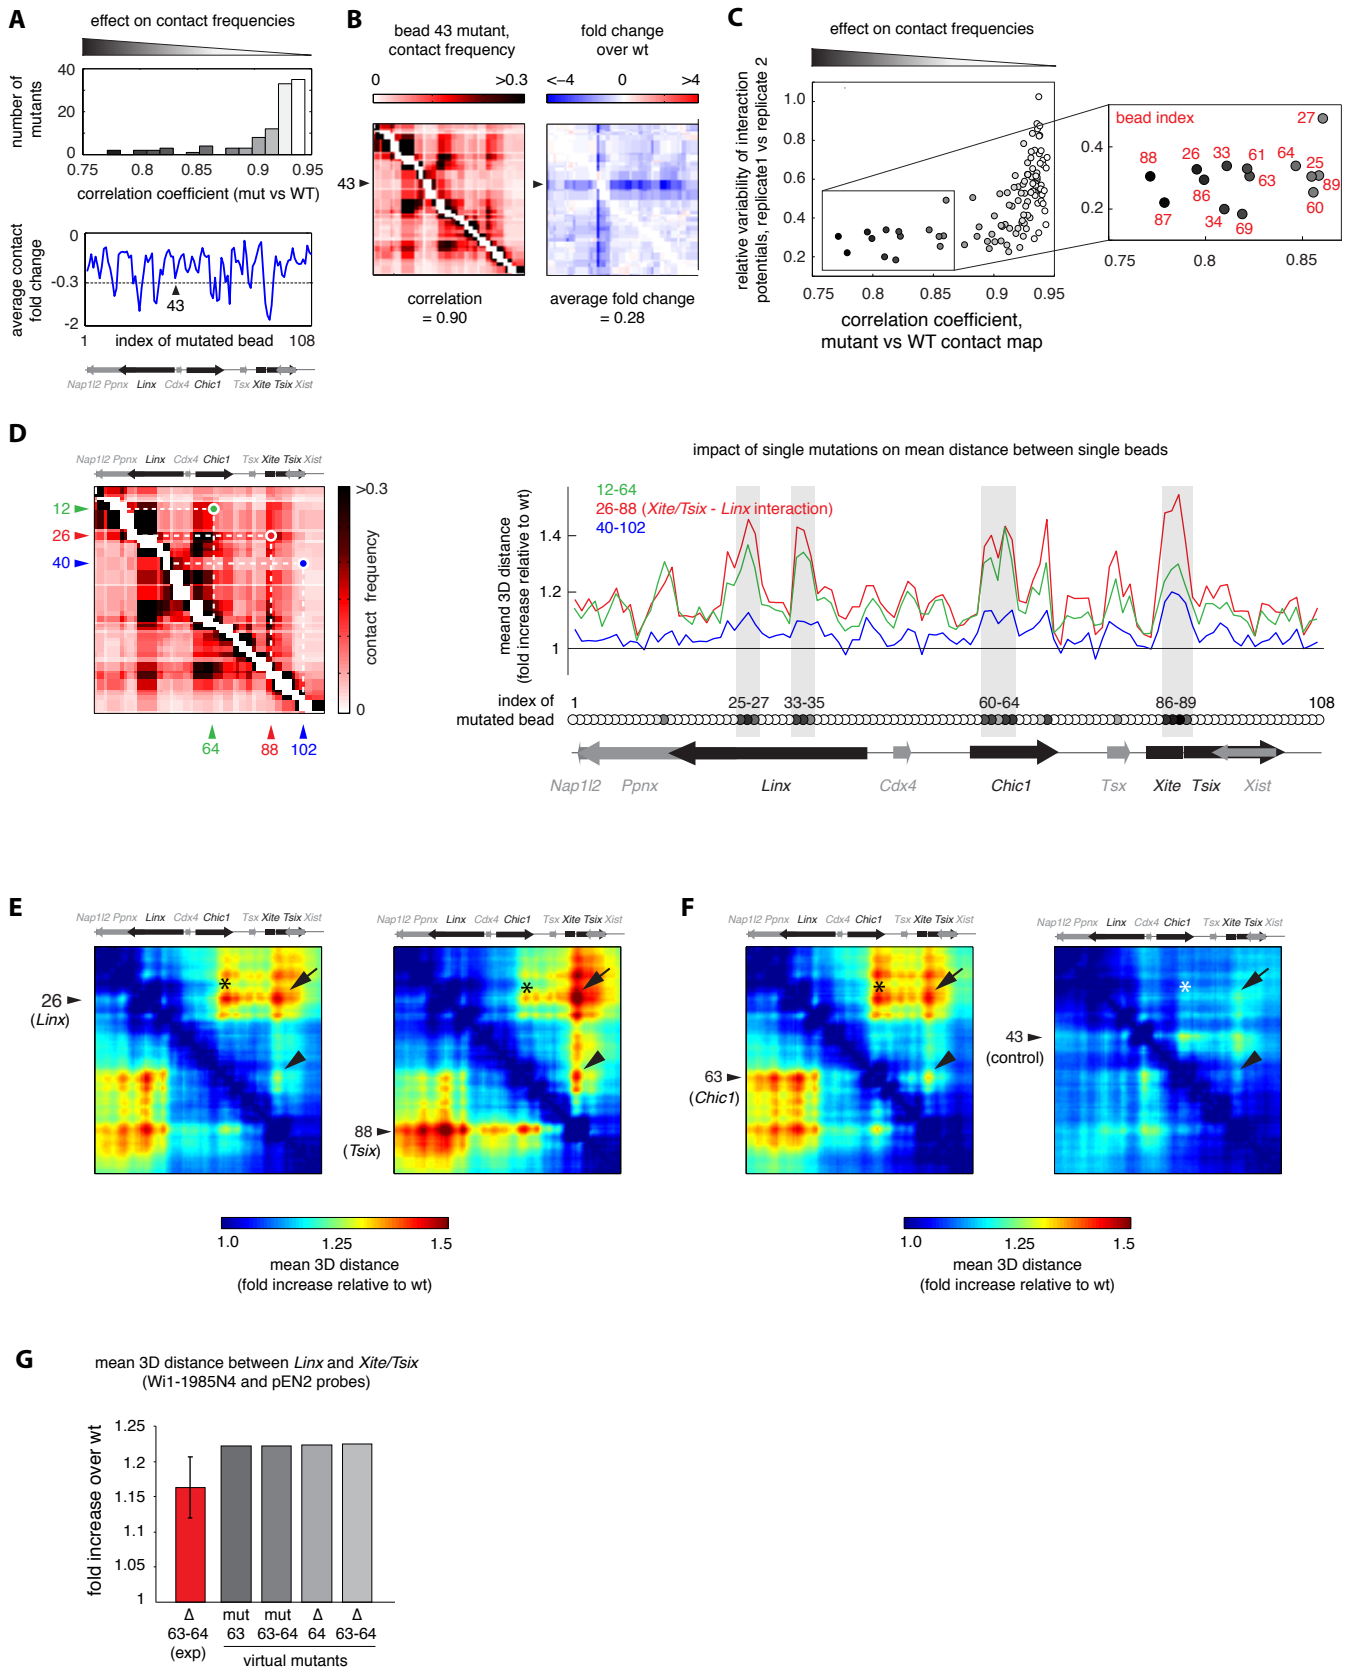 A
effect on contact frequencies
number of
mutants
40
20
0
0.75
0.8
0.85
0.9
0.95
correlation coefficient (mut vs WT)
average contact
fold change
0
-0.3
-2
43
1
index of mutated bead
108
Nap1l2 Ppnx Linx Cdx4 Chic1 Tsx Xite Tsix Xist
B
bead 43 mutant,
contact frequency
0
>0.3
fold change
over wt
<−4
0
>4
43
correlation
= 0.90
average fold change
= 0.28
C
effect on contact frequencies
relative variability of interaction
potentials, replicate1 vs replicate 2
1.0
0.8
0.6
0.4
0.2
0.75
0.8
0.85
0.9
0.95
correlation coefficient,
mutant vs WT contact map
bead index
27
88
26
33
61
64
25
86
63
89
87
34
69
60
0.4
0.2
0.75
0.8
0.85
D
Nap1l2 Ppnx Linx Cdx4 Chic1 Tsx Xite Tsix Xist
12
26
40
64
88
102
>0.3
contact frequency
0
impact of single mutations on mean distance between single beads
12-64
26-88 (Xite/Tsix - Linx interaction)
40-102
meand 3D distance
(fold increase relative to wt)
1.4
1.2
1
index of
mutated bead
1
25-27
33-35
60-64
86-89
108
Nap1l2 Ppnx Linx Cdx4 Chic1 Tsx Xite Tsix Xist
E
Nap1l2 Ppnx Linx Cdx4 Chic1 Tsx Xite Tsix Xist
26
(Linx)
*
Nap1l2 Ppnx Linx Cdx4 Chic1 Tsx Xite Tsix Xist
88
(Tsix)
*
1.0
1.25
1.5
mean 3D distance
(fold increase relative to wt)
F
Nap1l2 Ppnx Linx Cdx4 Chic1 Tsx Xite Tsix Xist
63
(Chic1)
*
Nap1l2 Ppnx Linx Cdx4 Chic1 Tsx Xite Tsix Xist
43
(control)
*
1.0
1.25
1.5
mean 3D distance
(fold increase relative to wt)
G
mean 3D distance between Linx and Xite/Tsix
(Wi1-1985N4 and pEN2 probes)
fold increase over wt
1.25
1.2
1.15
1.1
1.05
1
Δ
63-64
(exp)
mut
63
mut
63-64
Δ
64
Δ
63-64
virtual mutants